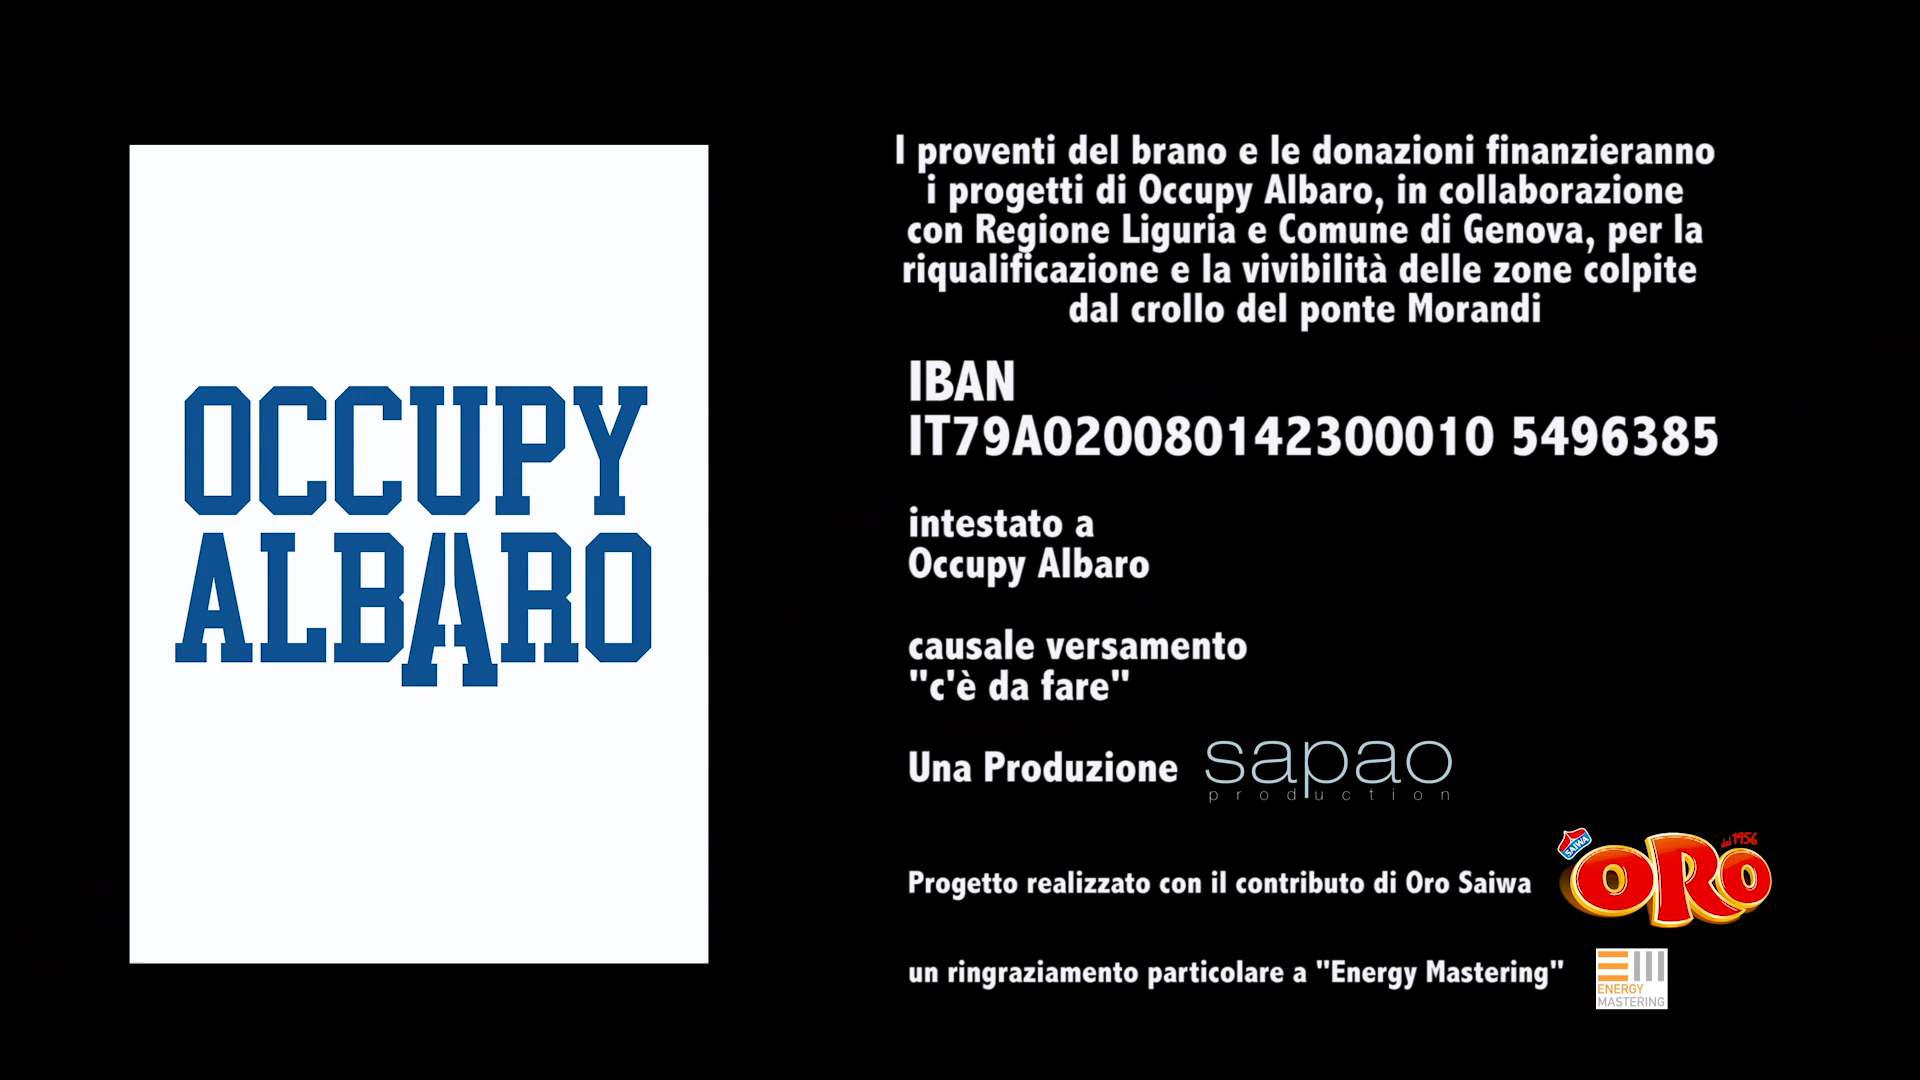 OCCUPY
ALBARO
I proventi del brano e le donazioni finanzieranno
i progetti di Occupy Albaro, in collaborazione
con Regione Liguria e Comune di Genova, per la
riqualificazione e la vivibilità delle zone colpite
dal crollo del ponte Morandi
IBAN
IT79A020080142300010 5496385
intestato a
Occupy Albaro
causale versamento
"c'è da fare"
Una Produzione sapao
production
SAIWA ORO dal 1956
Progetto realizzato con il contributo di Oro Saiwa
un ringraziamento particolare a "Energy Mastering"
ENERGY
MASTERING